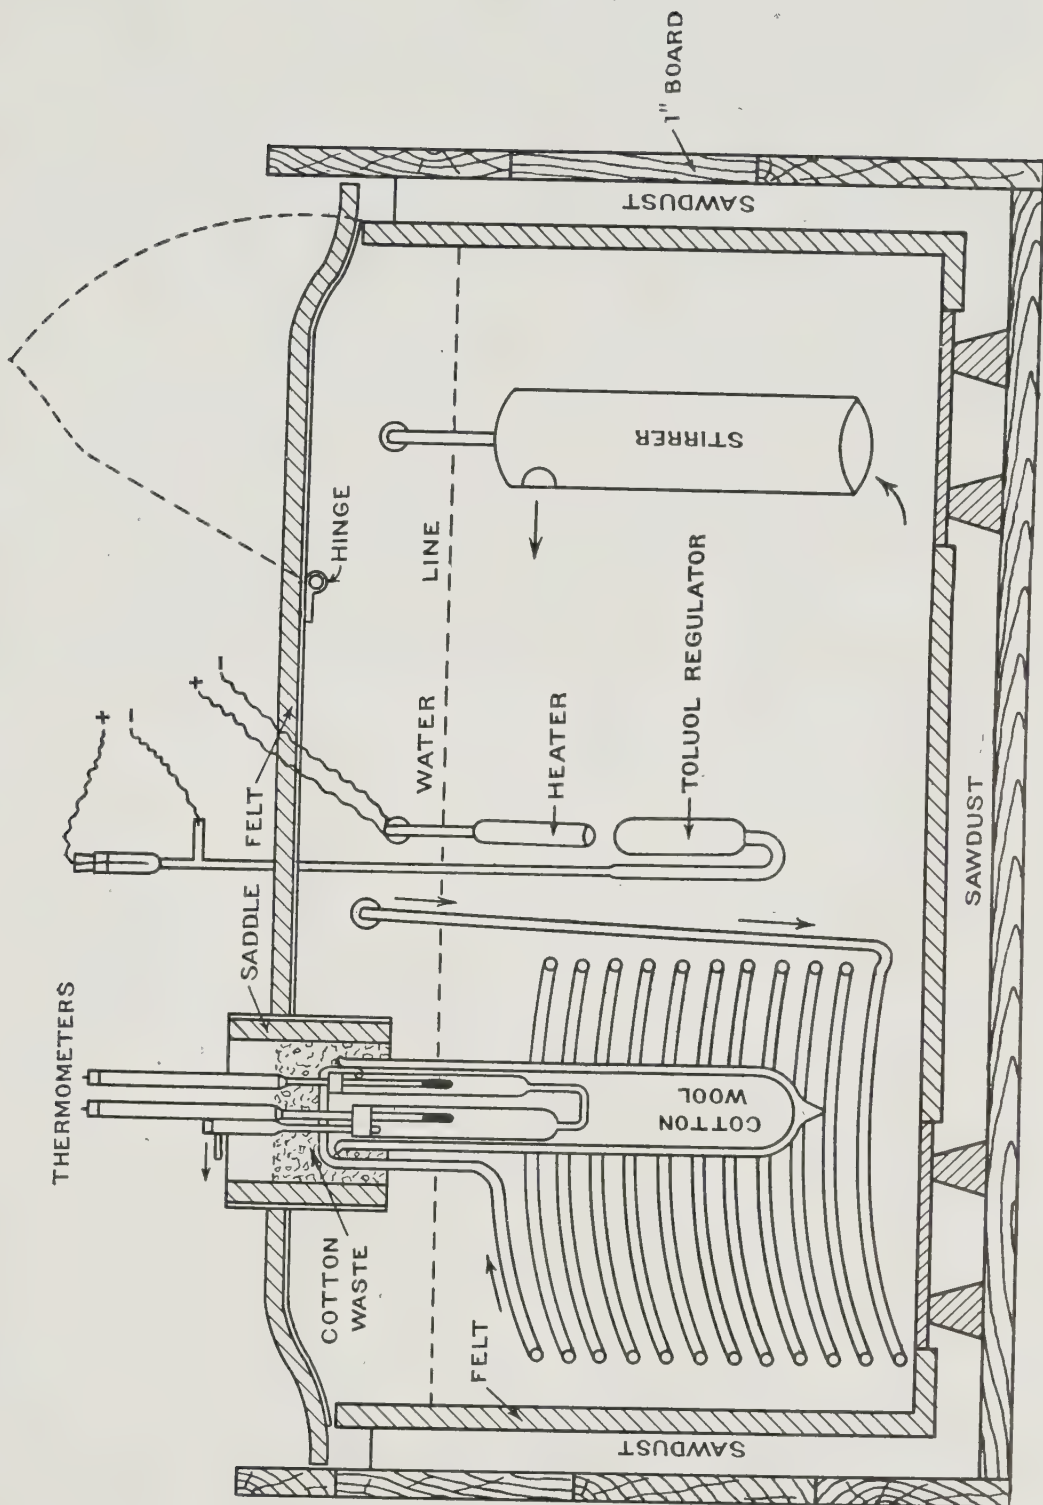 THERMOMETERS
SADDLE
FELT
+
−
+
−
HINGE
1" BOARD
COTTON
WASTE
WATER LINE
SAWDUST
STIRRER
HEATER
TOLUOL REGULATOR
COTTON
WOOL
FELT
SAWDUST
SAWDUST